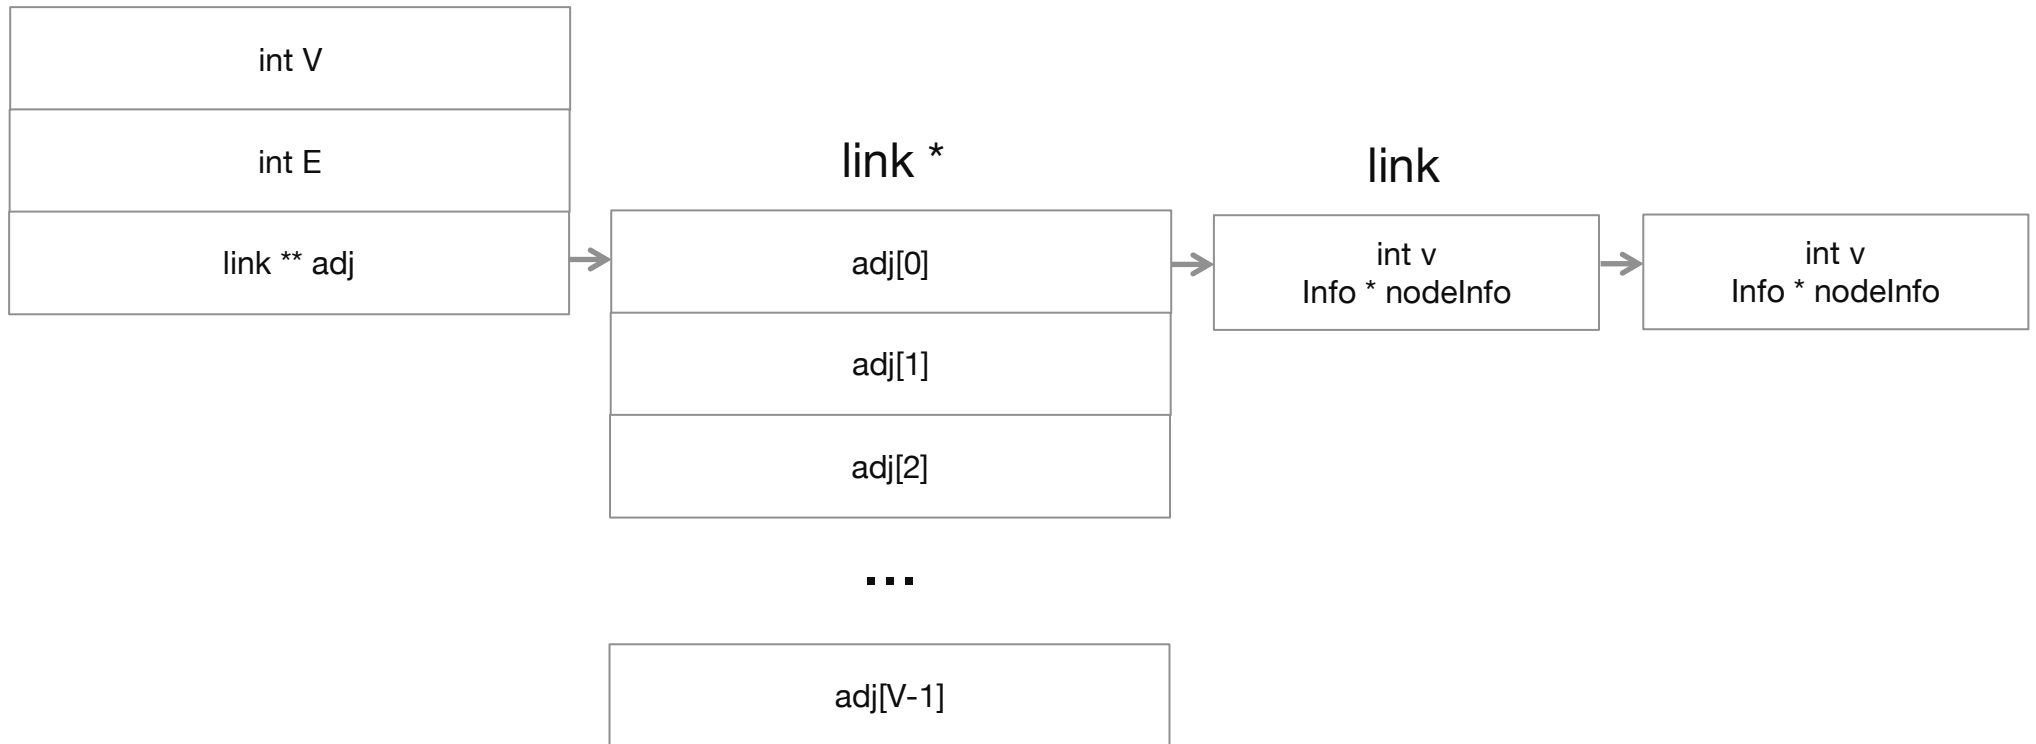 int V
int E
link ** adj
link *
adj[0]
adj[1]
adj[2]
...
adj[V-1]
link
int v
Info * nodeInfo
int v
Info * nodeInfo